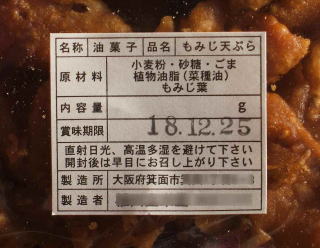 名称 油菓子 品名 もみじ天ぷら
原材料 小麦粉・砂糖・ごま
植物油脂(菜種油)
もみじ葉
内容量 g
賞味期限 18.12.25
直射日光、高温多湿を避けて下さい
開封後は早目にお召し上がり下さい
製造所 大阪府箕面市
製造者